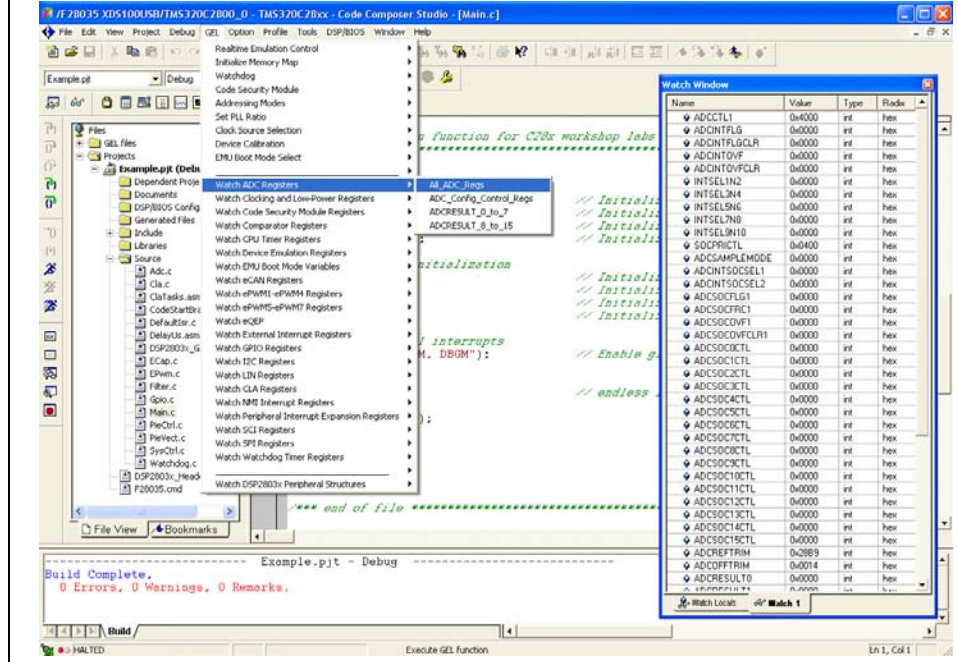 /F28035 XDS100USB/TMS320C2800_0 - TMS320C28xx - Code Composer Studio - [Main.c]
File Edit View Project Debug GEL Option Profile Tools DSP/BIOS Window Help
Example.pjt Debug
Files
GEL files
Projects
Example.pjt (Debu
Dependent Proje
Documents
DSP/BIOS Config
Generated Files
Include
Libraries
Source
Adc.c
Cla.c
ClaTasks.asm
CodeStartBra
DefaultIsr.c
DelayUs.asm
DSP2803x_G
ECap.c
EPwm.c
Filter.c
Gpio.c
Main.c
PieCtrl.c
PieVect.c
SysCtrl.c
Watchdog.c
DSP2803x_Head
F28035.cmd
File View Bookmarks
Realtime Emulation Control
Initialize Memory Map
Watchdog
Code Security Module
Addressing Modes
Set PLL Ratio
Clock Source Selection
Device Calibration
EMU Boot Mode Select
Watch ADC Registers
Watch Clocking and Low-Power Registers
Watch Code Security Module Registers
Watch Comparator Registers
Watch CPU Timer Registers
Watch Device Emulation Registers
Watch EMU Boot Mode Variables
Watch eCAN Registers
Watch ePWM1-ePWM4 Registers
Watch ePWM5-ePWM7 Registers
Watch eQEP
Watch External Interrupt Registers
Watch GPIO Registers
Watch I2C Registers
Watch LIN Registers
Watch CLA Registers
Watch NMI Interrupt Registers
Watch Peripheral Interrupt Expansion Registers
Watch SCI Registers
Watch SPI Registers
Watch Watchdog Timer Registers
Watch DSP2803x Peripheral Structures
All_ADC_Regs
ADC_Config_Control_Regs
ADCRESULT_0_to_7
ADCRESULT_8_to_15
n function for C28x workshop labs
// Initiali
// Initiali
// Initiali
; // Initiali
nitialization
// Initiali
// Initiali
// Initiali
// Initiali
l interrupts
M, DBGM"); // Enable g
// endless
);
/*** end of file ***
Watch Window
Name Value Type Radix
ADCCTL1 0x4000 int hex
ADCINTFLG 0x0000 int hex
ADCINTFLGCLR 0x0000 int hex
ADCINTOVF 0x0000 int hex
ADCINTOVFCLR 0x0000 int hex
INTSEL1N2 0x0000 int hex
INTSEL3N4 0x0000 int hex
INTSEL5N6 0x0000 int hex
INTSEL7N8 0x0000 int hex
INTSEL9N10 0x0000 int hex
SOCPRICTL 0x0400 int hex
ADCSAMPLEMODE 0x0000 int hex
ADCINTSOCSEL1 0x0000 int hex
ADCINTSOCSEL2 0x0000 int hex
ADCSOCFLG1 0x0000 int hex
ADCSOCFRC1 0x0000 int hex
ADCSOCOVF1 0x0000 int hex
ADCSOCOVFCLR1 0x0000 int hex
ADCSOC0CTL 0x0000 int hex
ADCSOC1CTL 0x0000 int hex
ADCSOC2CTL 0x0000 int hex
ADCSOC3CTL 0x0000 int hex
ADCSOC4CTL 0x0000 int hex
ADCSOC5CTL 0x0000 int hex
ADCSOC6CTL 0x0000 int hex
ADCSOC7CTL 0x0000 int hex
ADCSOC8CTL 0x0000 int hex
ADCSOC9CTL 0x0000 int hex
ADCSOC10CTL 0x0000 int hex
ADCSOC11CTL 0x0000 int hex
ADCSOC12CTL 0x0000 int hex
ADCSOC13CTL 0x0000 int hex
ADCSOC14CTL 0x0000 int hex
ADCSOC15CTL 0x0000 int hex
ADCREFTRIM 0x28B9 int hex
ADCOFFTRIM 0x0014 int hex
ADCRESULT0 0x0000 int hex
Watch Locals Watch 1
Example.pjt - Debug
Build Complete,
0 Errors, 0 Warnings, 0 Remarks.
Build
HALTED Execute GEL function Ln 1, Col 1